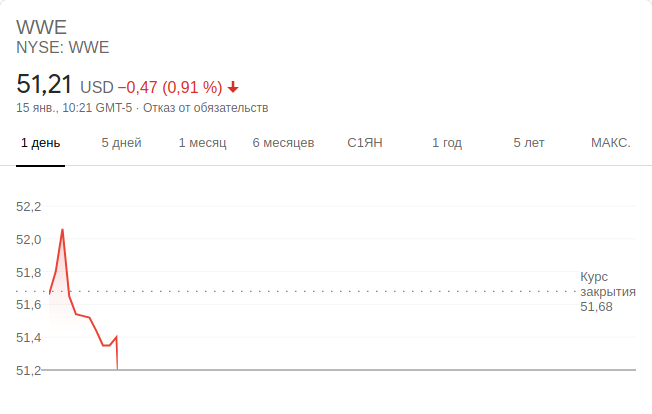 WWE
NYSE: WWE
51,21 USD −0,47 (0,91 %)
15 янв., 10:21 GMT-5 · Отказ от обязательств
1 день 5 дней 1 месяц 6 месяцев С1ЯН 1 год 5 лет МАКС.
52,2
52,0
51,8
Курс
закрытия
51,68
51,6
51,4
51,2